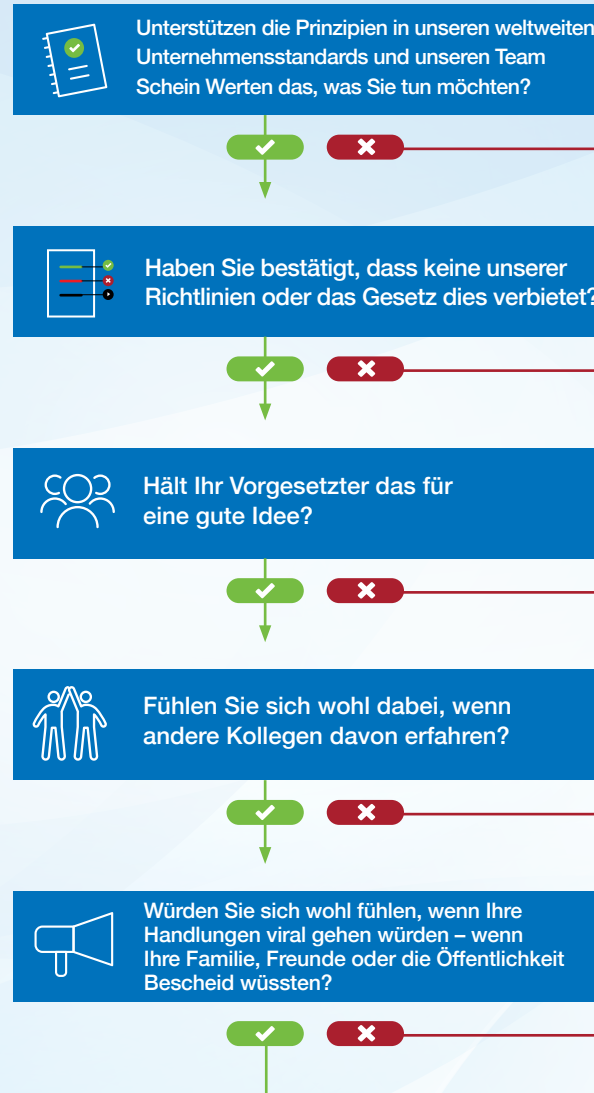 Unterstützen die Prinzipien in unseren weltweiten
Unternehmensstandards und unseren Team
Schein Werten das, was Sie tun möchten?
Haben Sie bestätigt, dass keine unserer
Richtlinien oder das Gesetz dies verbietet?
Hält Ihr Vorgesetzter das für
eine gute Idee?
Fühlen Sie sich wohl dabei, wenn
andere Kollegen davon erfahren?
Würden Sie sich wohl fühlen, wenn Ihre
Handlungen viral gehen würden – wenn
Ihre Familie, Freunde oder die Öffentlichkeit
Bescheid wüssten?